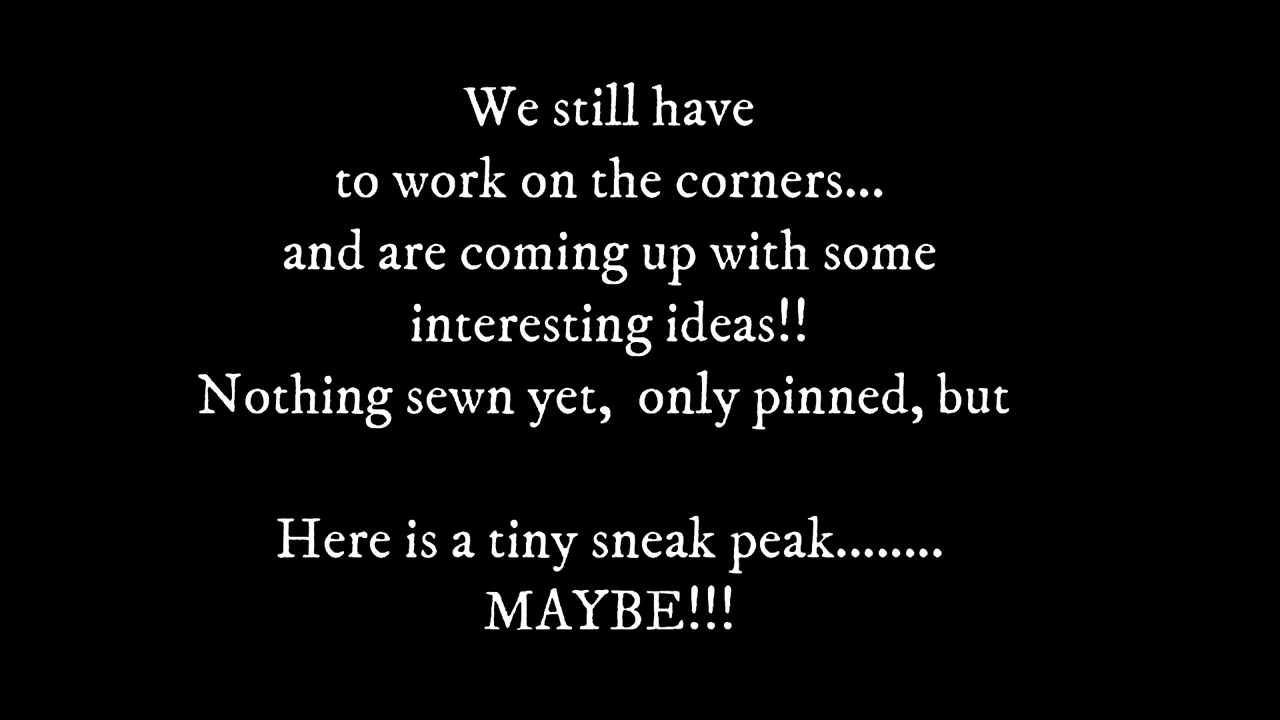 We still have
to work on the corners...
and are coming up with some
interesting ideas!!
Nothing sewn yet,  only pinned, but
Here is a tiny sneak peak........
MAYBE!!!